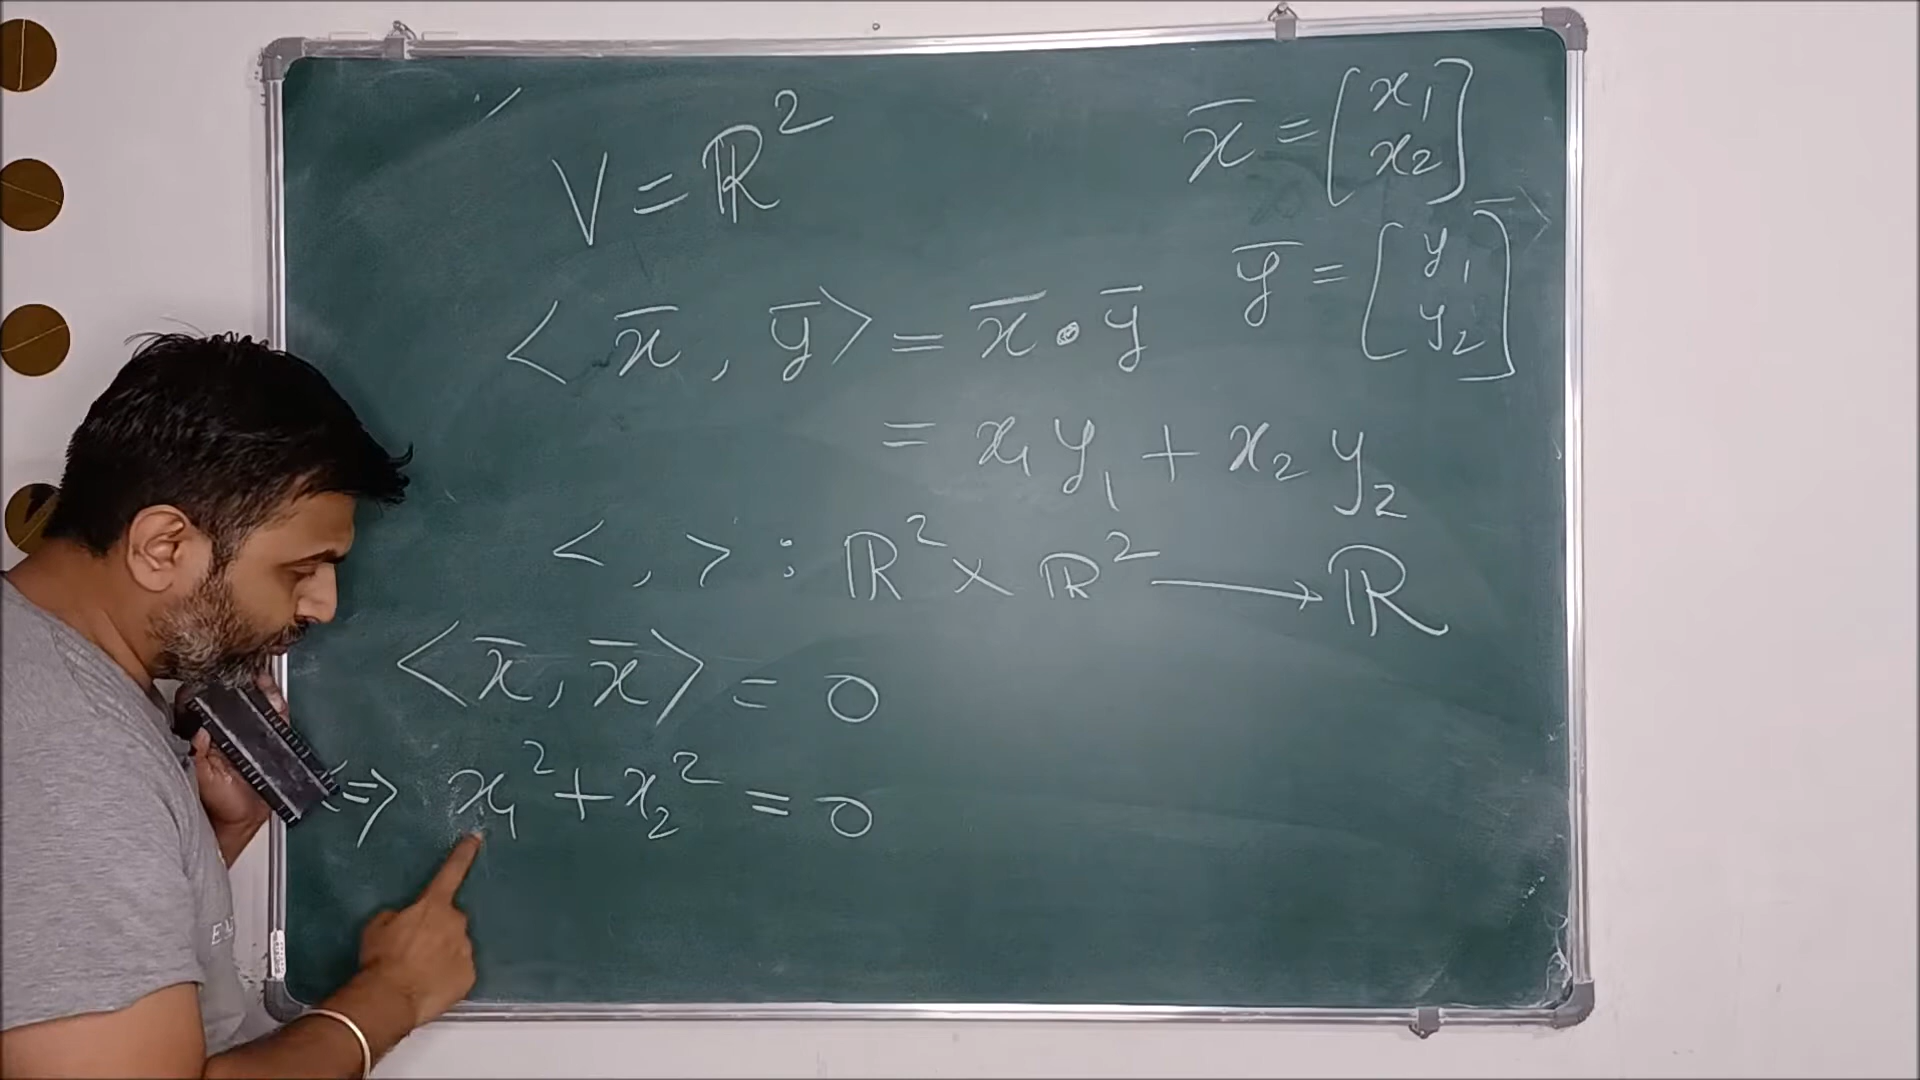 V = ℝ²
x̄ = [x₁
x₂]
ȳ = [y₁
y₂]
<x̄, ȳ> = x̄ • ȳ
= x₁y₁ + x₂y₂
< , > : ℝ² × ℝ² ⟶ ℝ
<x̄, x̄> = 0
⟺ x₁² + x₂² = 0